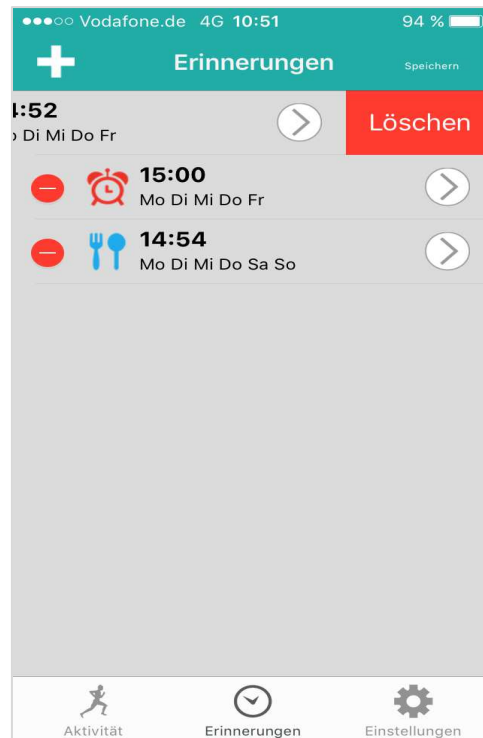 Vodafone.de 4G 10:51 94 %
Erinnerungen
Speichern
:52
Di Mi Do Fr
Löschen
15:00
Mo Di Mi Do Fr
14:54
Mo Di Mi Do Sa So
Aktivität Erinnerungen Einstellungen